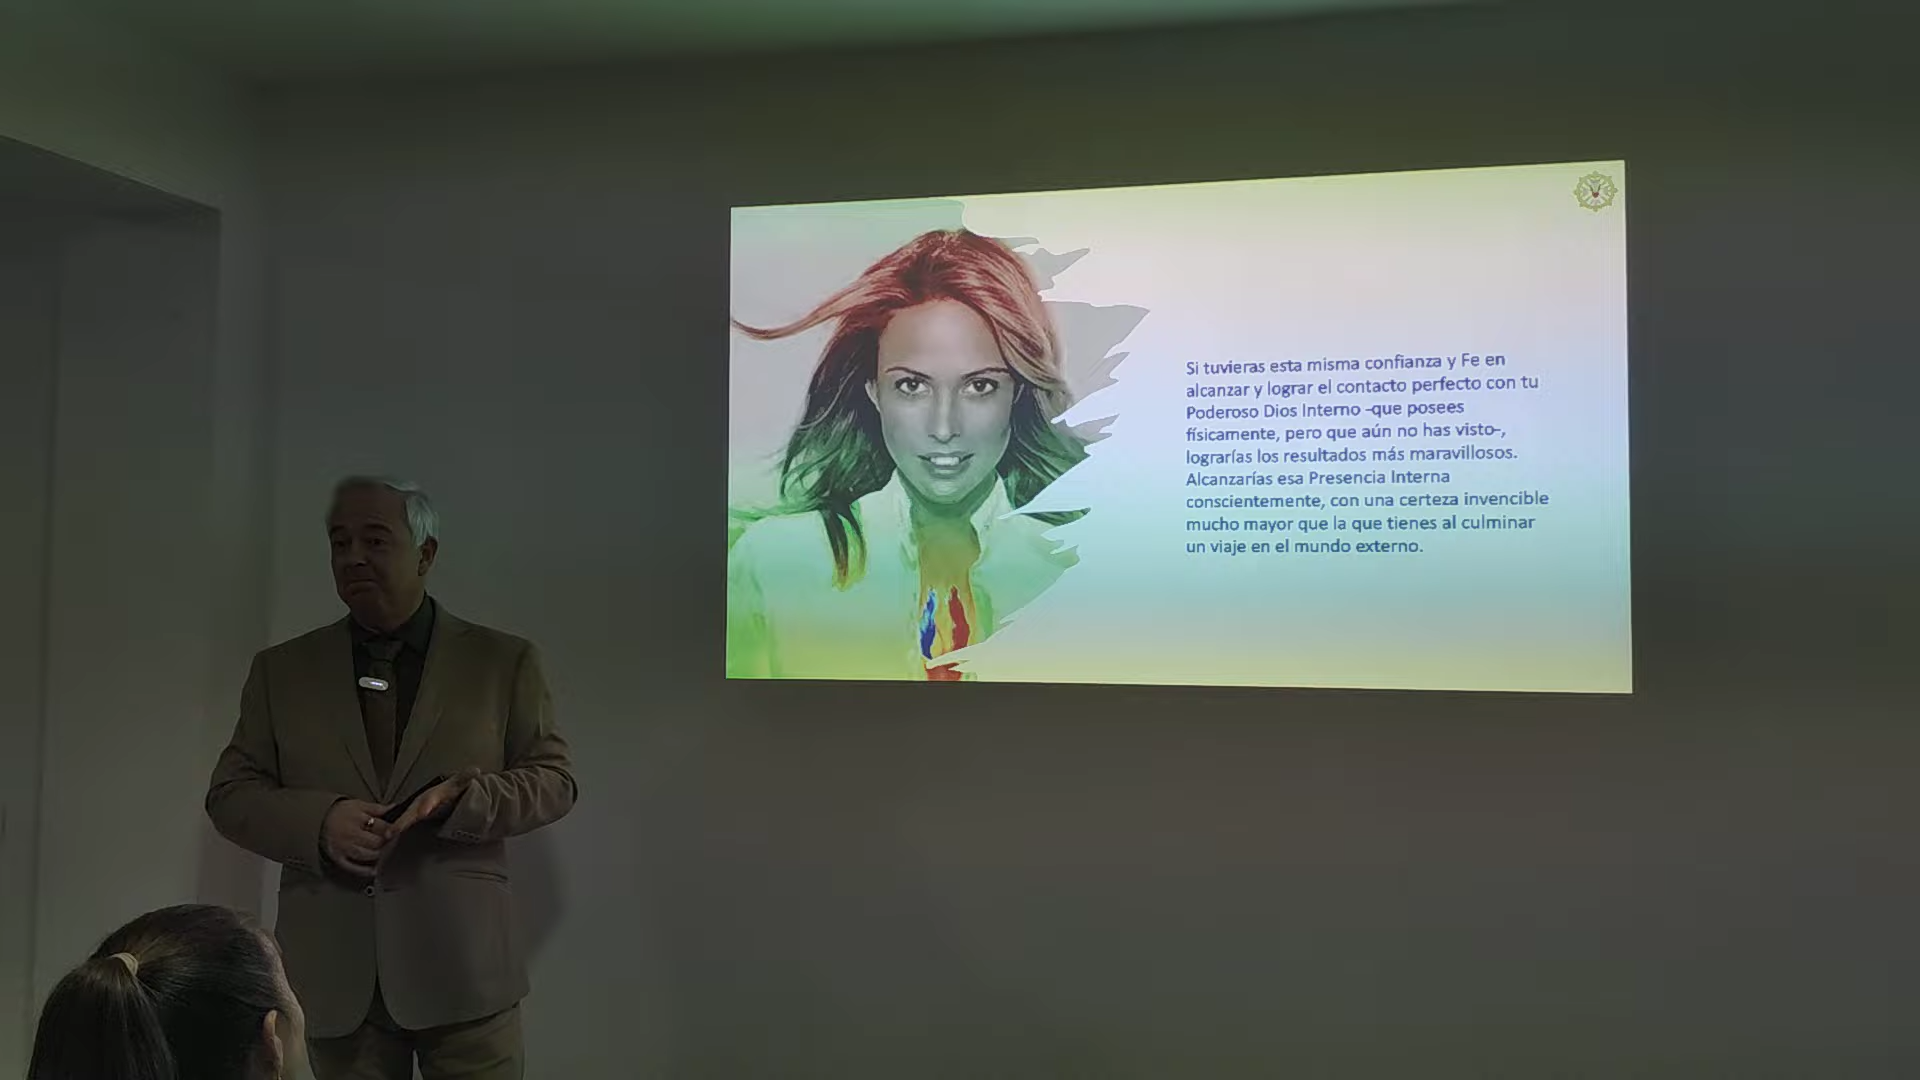 Si tuvieras esta misma confianza y Fe en
alcanzar y lograr el contacto perfecto con tu
Poderoso Dios Interno -que posees
físicamente, pero que aún no has visto-,
lograrías los resultados más maravillosos.
Alcanzarías esa Presencia Interna
conscientemente, con una certeza invencible
mucho mayor que la que tienes al culminar
un viaje en el mundo externo.